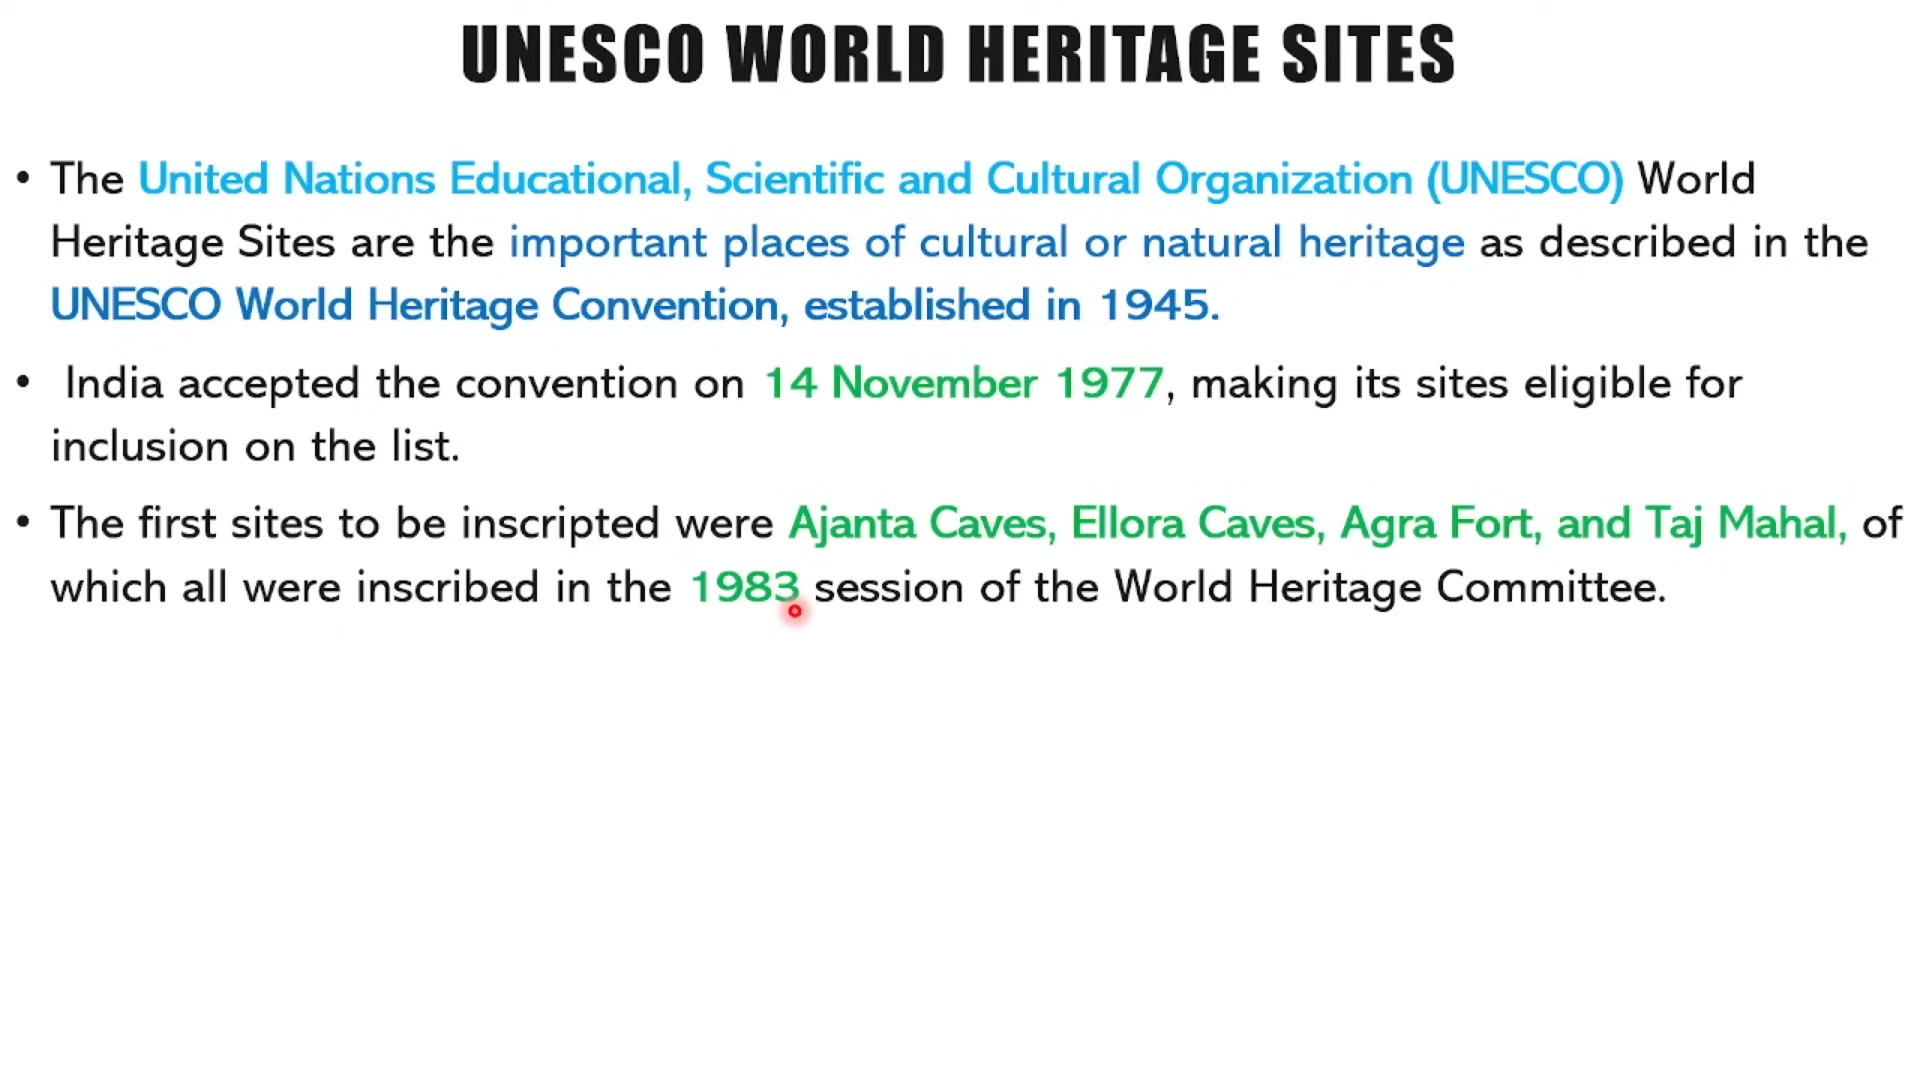 UNESCO WORLD HERITAGE SITES
• The United Nations Educational, Scientific and Cultural Organization (UNESCO) World
Heritage Sites are the important places of cultural or natural heritage as described in the
UNESCO World Heritage Convention, established in 1945.
• India accepted the convention on 14 November 1977, making its sites eligible for
inclusion on the list.
• The first sites to be inscripted were Ajanta Caves, Ellora Caves, Agra Fort, and Taj Mahal, of
which all were inscribed in the 1983 session of the World Heritage Committee.